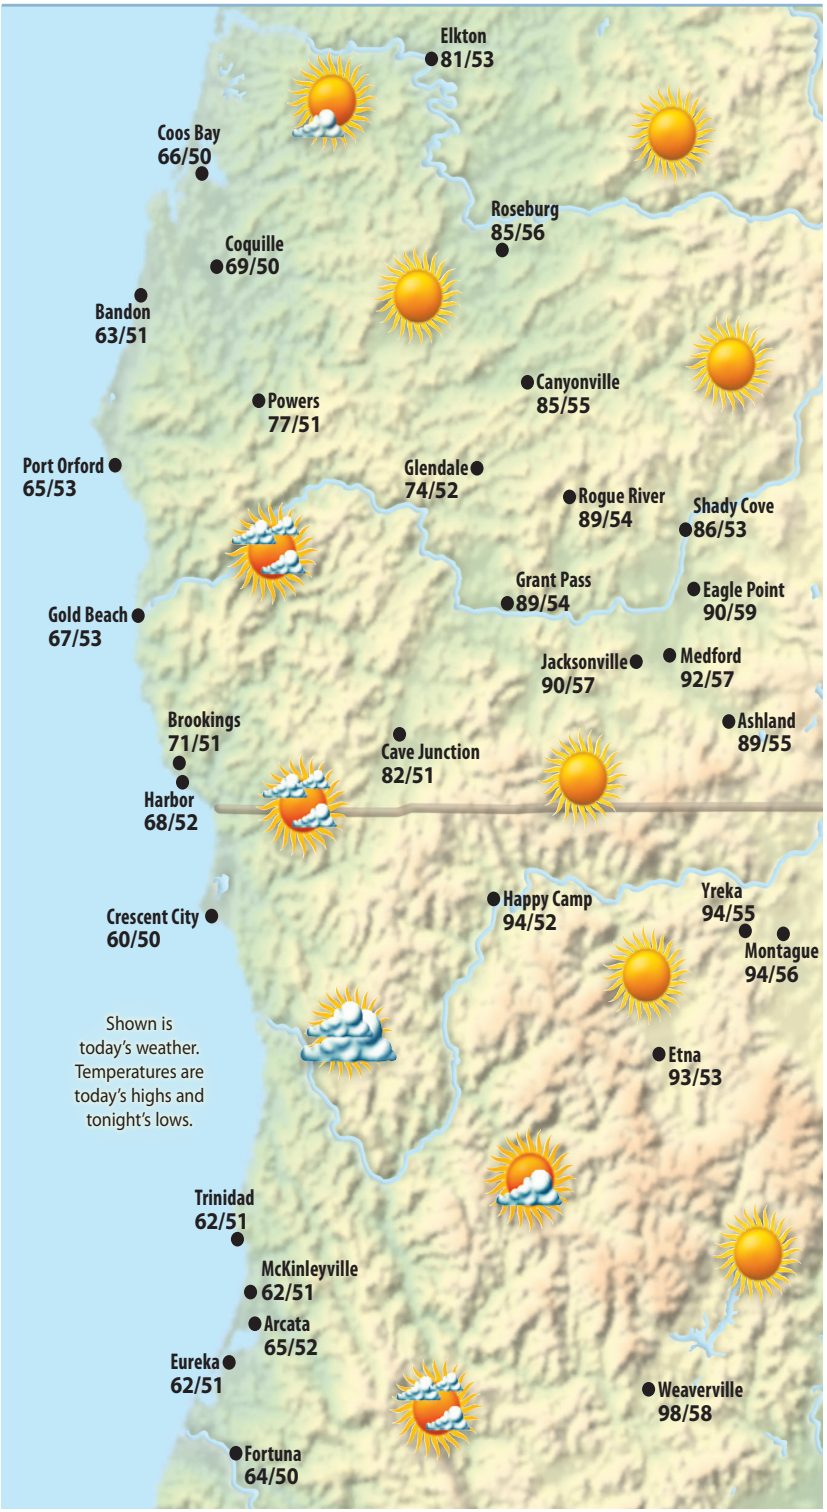 Elkton
81/53
Coos Bay
66/50
Roseburg
85/56
Coquille
69/50
Bandon
63/51
Canyonville
85/55
Powers
77/51
Port Orford
65/53
Glendale
74/52
Rogue River
89/54
Shady Cove
86/53
Grant Pass
89/54
Eagle Point
90/59
Gold Beach
67/53
Jacksonville
90/57
Medford
92/57
Brookings
71/51
Ashland
89/55
Cave Junction
82/51
Harbor
68/52
Happy Camp
94/52
Yreka
94/55
Crescent City
60/50
Montague
94/56
Shown is
today's weather.
Temperatures are
today's highs and
tonight's lows.
Etna
93/53
Trinidad
62/51
McKinleyville
62/51
Arcata
65/52
Eureka
62/51
Weaverville
98/58
Fortuna
64/50